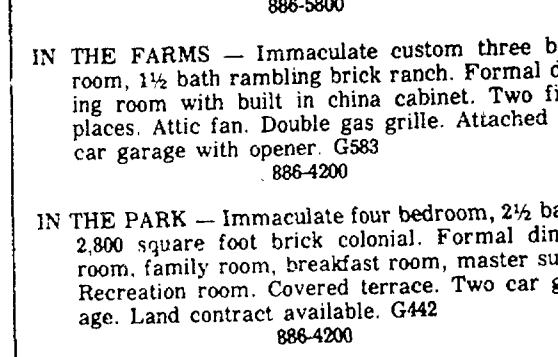 886-5800
IN THE FARMS — Immaculate custom three b
room, 1½ bath rambling brick ranch. Formal d
ing room with built in china cabinet. Two fi
places. Attic fan. Double gas grille. Attached
car garage with opener. G583
886-4200
IN THE PARK — Immaculate four bedroom, 2½ ba
2,800 square foot brick colonial. Formal din
room, family room, breakfast room, master su
Recreation room. Covered terrace. Two car g
age. Land contract available. G442
886-4200